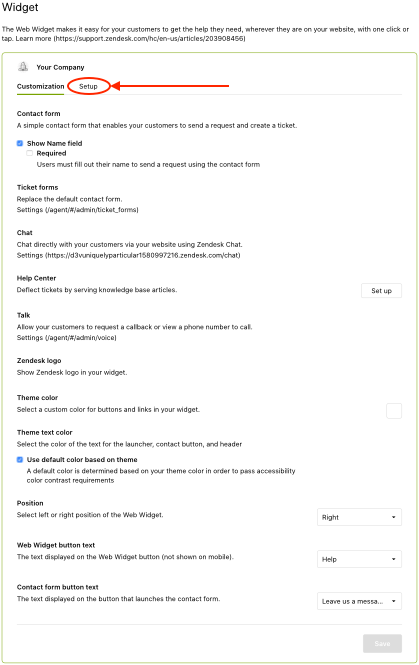 Widget
The Web Widget makes it easy for your customers to get the help they need, wherever they are on your website, with one click or
tap. Learn more (https://support.zendesk.com/hc/en-us/articles/203908456)
Your Company
Customization Setup
Contact form
A simple contact form that enables your customers to send a request and create a ticket.
Show Name field
Required
Users must fill out their name to send a request using the contact form
Ticket forms
Replace the default contact form.
Settings (/agent/#/admin/ticket_forms)
Chat
Chat directly with your customers via your website using Zendesk Chat.
Settings (https://d3vuniquelyparticular1580997216.zendesk.com/chat)
Help Center
Deflect tickets by serving knowledge base articles.
Set up
Talk
Allow your customers to request a callback or view a phone number to call.
Settings (/agent/#/admin/voice)
Zendesk logo
Show Zendesk logo in your widget.
Theme color
Select a custom color for buttons and links in your widget.
Theme text color
Select the color of the text for the launcher, contact button, and header
Use default color based on theme
A default color is determined based on your theme color in order to pass accessibility
color contrast requirements
Position
Select left or right position of the Web Widget.
Right
Web Widget button text
The text displayed on the Web Widget button (not shown on mobile).
Help
Contact form button text
The text displayed on the button that launches the contact form.
Leave us a messa...
Save